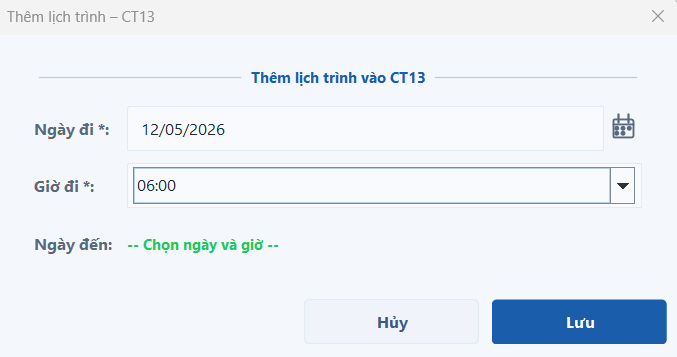 Thêm lịch trình – CT13
Thêm lịch trình vào CT13
Ngày đi *: 12/05/2026
Giờ đi *: 06:00
Ngày đến: -- Chọn ngày và giờ --
Hủy Lưu